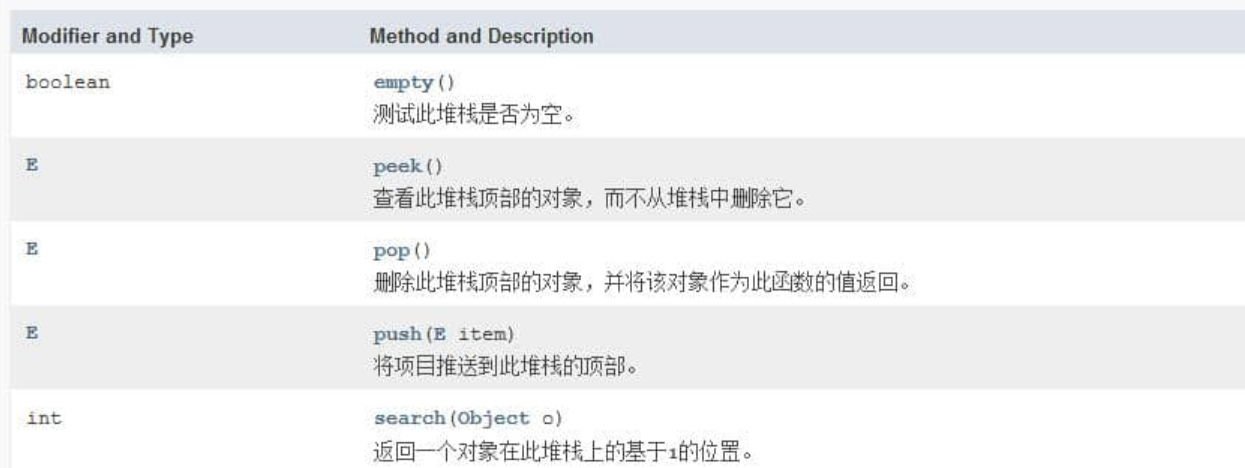 Modifier and Type Method and Description
boolean empty()
测试此堆栈是否为空。
E peek()
查看此堆栈顶部的对象，而不从堆栈中删除它。
E pop()
删除此堆栈顶部的对象，并将该对象作为此函数的值返回。
E push(E item)
将项目推送到此堆栈的顶部。
int search(Object o)
返回一个对象在此堆栈上的基于1的位置。